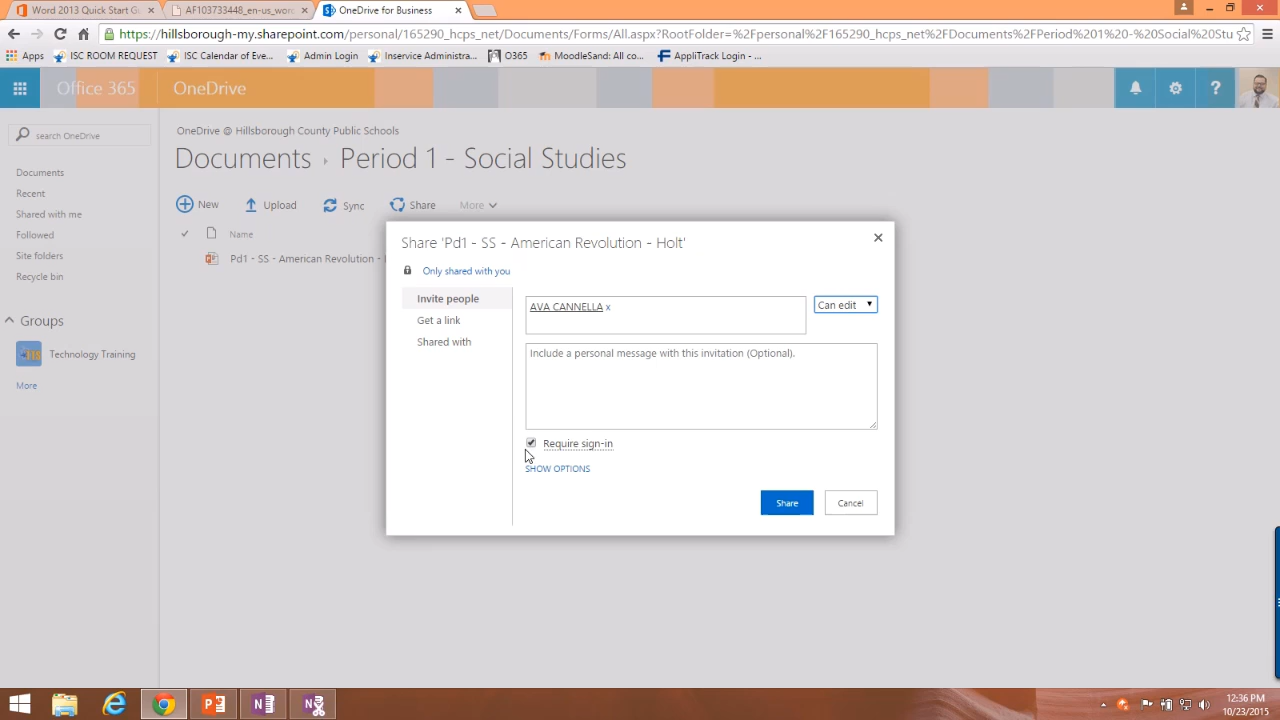 Word 2013 Quick Start Gu
AF103733448_en-us_wor
OneDrive for Business
https://hillsborough-my.sharepoint.com/personal/165290_hcps_net/Documents/Forms/All.aspx?RootFolder=%2Fpersonal%2F165290_hcps_net%2FDocuments%2FPeriod%201%20-%20Social%20Stu
Apps ISC ROOM REQUEST ISC Calendar of Eve... Admin Login Inservice Administra... O365 MoodleSand: All co... AppliTrack Login - ...
Office 365 OneDrive
search OneDrive
Documents
Recent
Shared with me
Followed
Site folders
Recycle bin
Groups
Technology Training
More
OneDrive @ Hillsborough County Public Schools
Documents › Period 1 - Social Studies
New Upload Sync Share More
Name
Pd1 - SS - American Revolution -
Share 'Pd1 - SS - American Revolution - Holt'
Only shared with you
Invite people
Get a link
Shared with
AVA CANNELLA x
Can edit
Include a personal message with this invitation (Optional).
Require sign-in
SHOW OPTIONS
Share Cancel
12:36 PM
10/23/2015